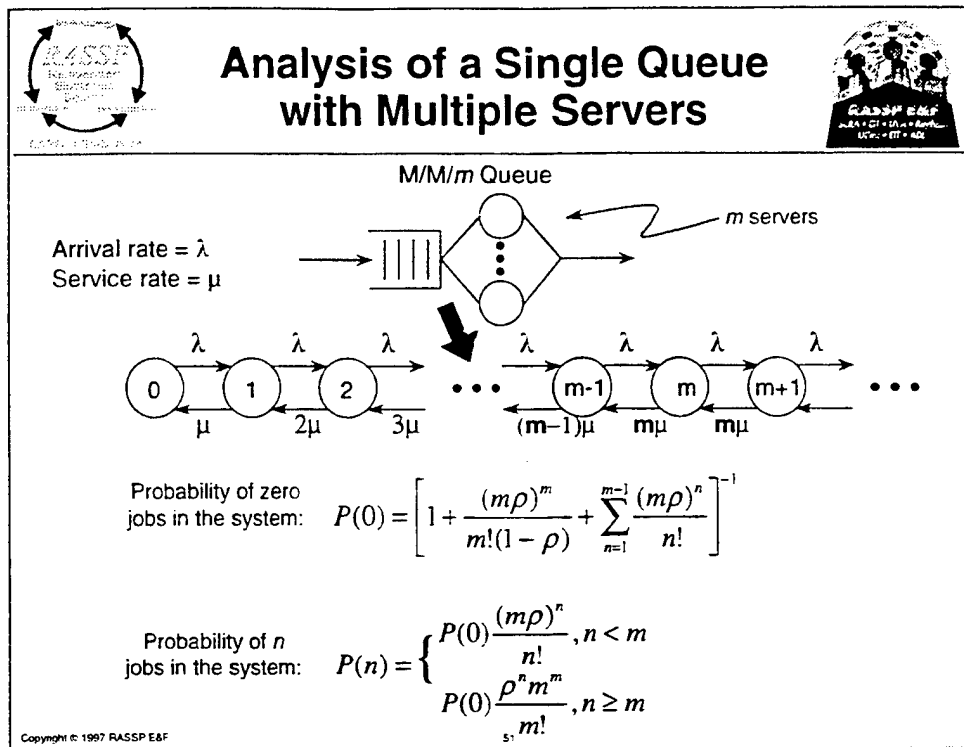 RASSP
Analysis of a Single Queue
with Multiple Servers
RASSP E&F
M/M/m Queue
m servers
Arrival rate = λ
Service rate = μ
λ λ λ λ λ λ λ
0 1 2 • • • m-1 m m+1 • • •
μ 2μ 3μ (m−1)μ mμ mμ
Probability of zero
jobs in the system: P(0) = [1 + (mρ)^m / m!(1 − ρ) + ∑_{n=1}^{m−1} (mρ)^n / n!]^{−1}
Probability of n
jobs in the system: P(n) = { P(0) (mρ)^n / n!, n < m
P(0) ρ^n m^m / m!, n ≥ m
Copyright © 1997 RASSP E&F
51